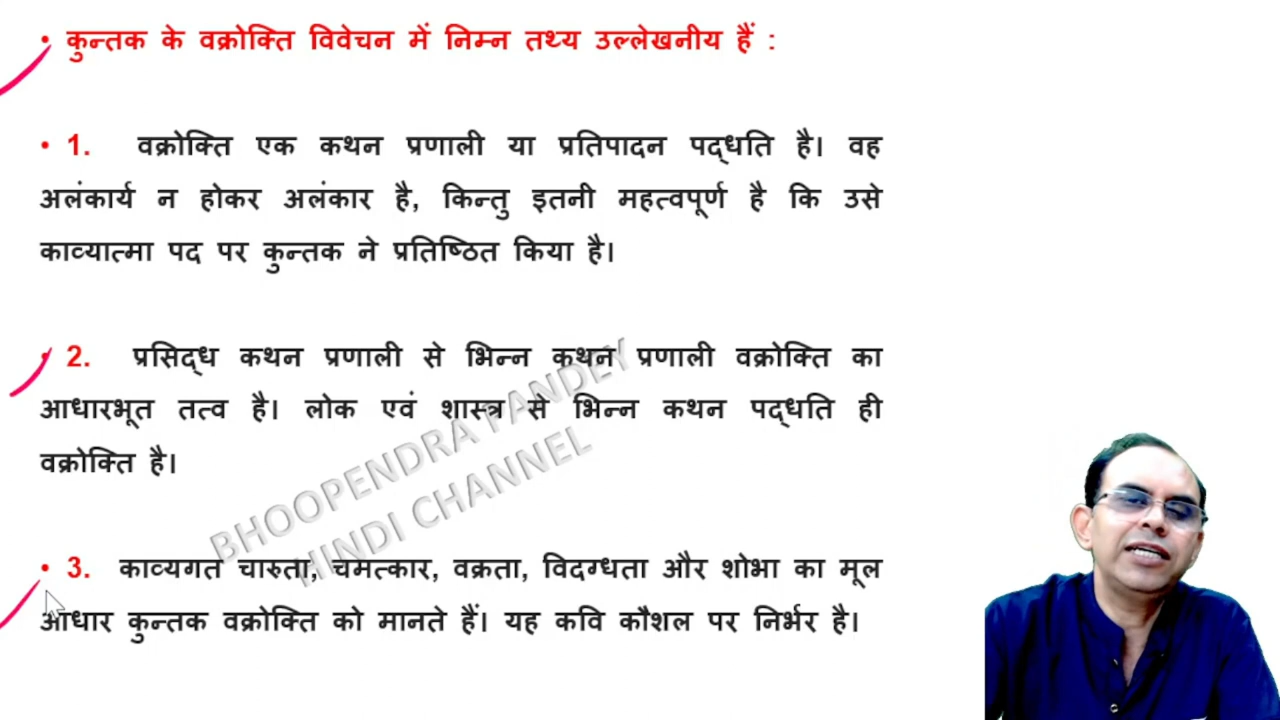 • कुन्तक के वक्रोक्ति विवेचन में निम्न तथ्य उल्लेखनीय हैं :
• 1. वक्रोक्ति एक कथन प्रणाली या प्रतिपादन पद्धति है। वह
अलंकार्य न होकर अलंकार है, किन्तु इतनी महत्वपूर्ण है कि उसे
काव्यात्मा पद पर कुन्तक ने प्रतिष्ठित किया है।
• 2. प्रसिद्ध कथन प्रणाली से भिन्न कथन प्रणाली वक्रोक्ति का
आधारभूत तत्व है। लोक एवं शास्त्र से भिन्न कथन पद्धति ही
वक्रोक्ति है।
BHOOPENDRA PANDEY
HINDI CHANNEL
• 3. काव्यगत चारुता, चमत्कार, वक्रता, विदग्धता और शोभा का मूल
आधार कुन्तक वक्रोक्ति को मानते हैं। यह कवि कौशल पर निर्भर है।